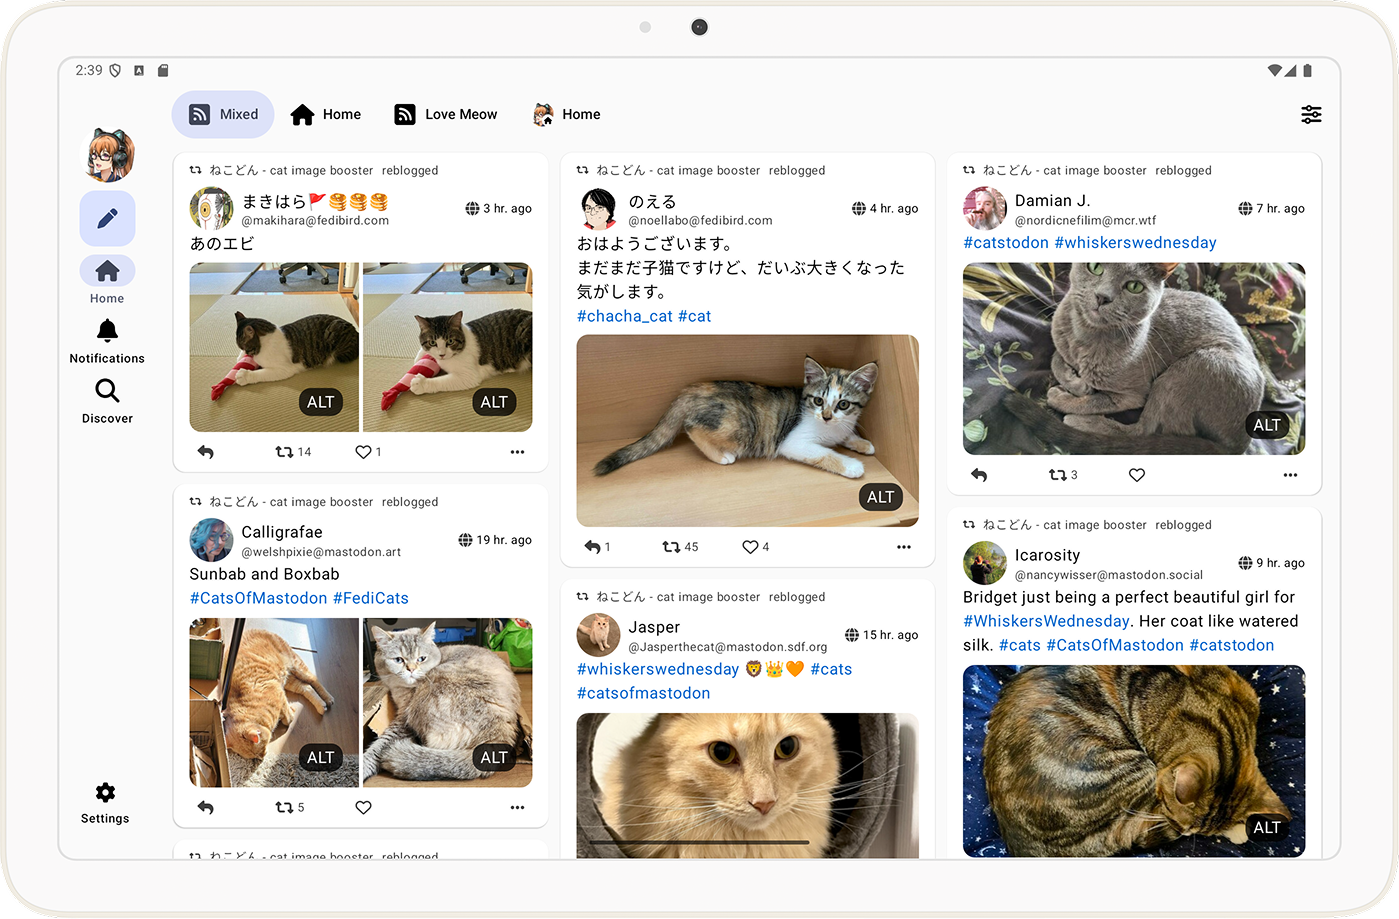 2:39
Mixed
Home
Love Meow
Home
Home
Notifications
Discover
Settings
ねこどん - cat image booster reblogged
まきはら🚩🥞🥞🥞
@makihara@fedibird.com
3 hr. ago
あのエビ
ALT
ALT
14
1
ねこどん - cat image booster reblogged
Calligrafae
@welshpixie@mastodon.art
19 hr. ago
Sunbab and Boxbab
#CatsOfMastodon #FediCats
ALT
ALT
5
ねこどん - cat image booster reblogged
ねこどん - cat image booster reblogged
のえる
@noellabo@fedibird.com
4 hr. ago
おはようございます。
まだまだ子猫ですけど、だいぶ大きくなった
気がします。
#chacha_cat #cat
ALT
1
45
4
ねこどん - cat image booster reblogged
Jasper
@Jasperthecat@mastodon.sdf.org
15 hr. ago
#whiskerswednesday 🦁👑🧡 #cats
#catsofmastodon
ねこどん - cat image booster reblogged
Damian J.
@nordicnefilim@mcr.wtf
7 hr. ago
#catstodon #whiskerswednesday
ALT
3
ねこどん - cat image booster reblogged
Icarosity
@nancywisser@mastodon.social
9 hr. ago
Bridget just being a perfect beautiful girl for
#WhiskersWednesday. Her coat like watered
silk. #cats #CatsOfMastodon #catstodon
ALT